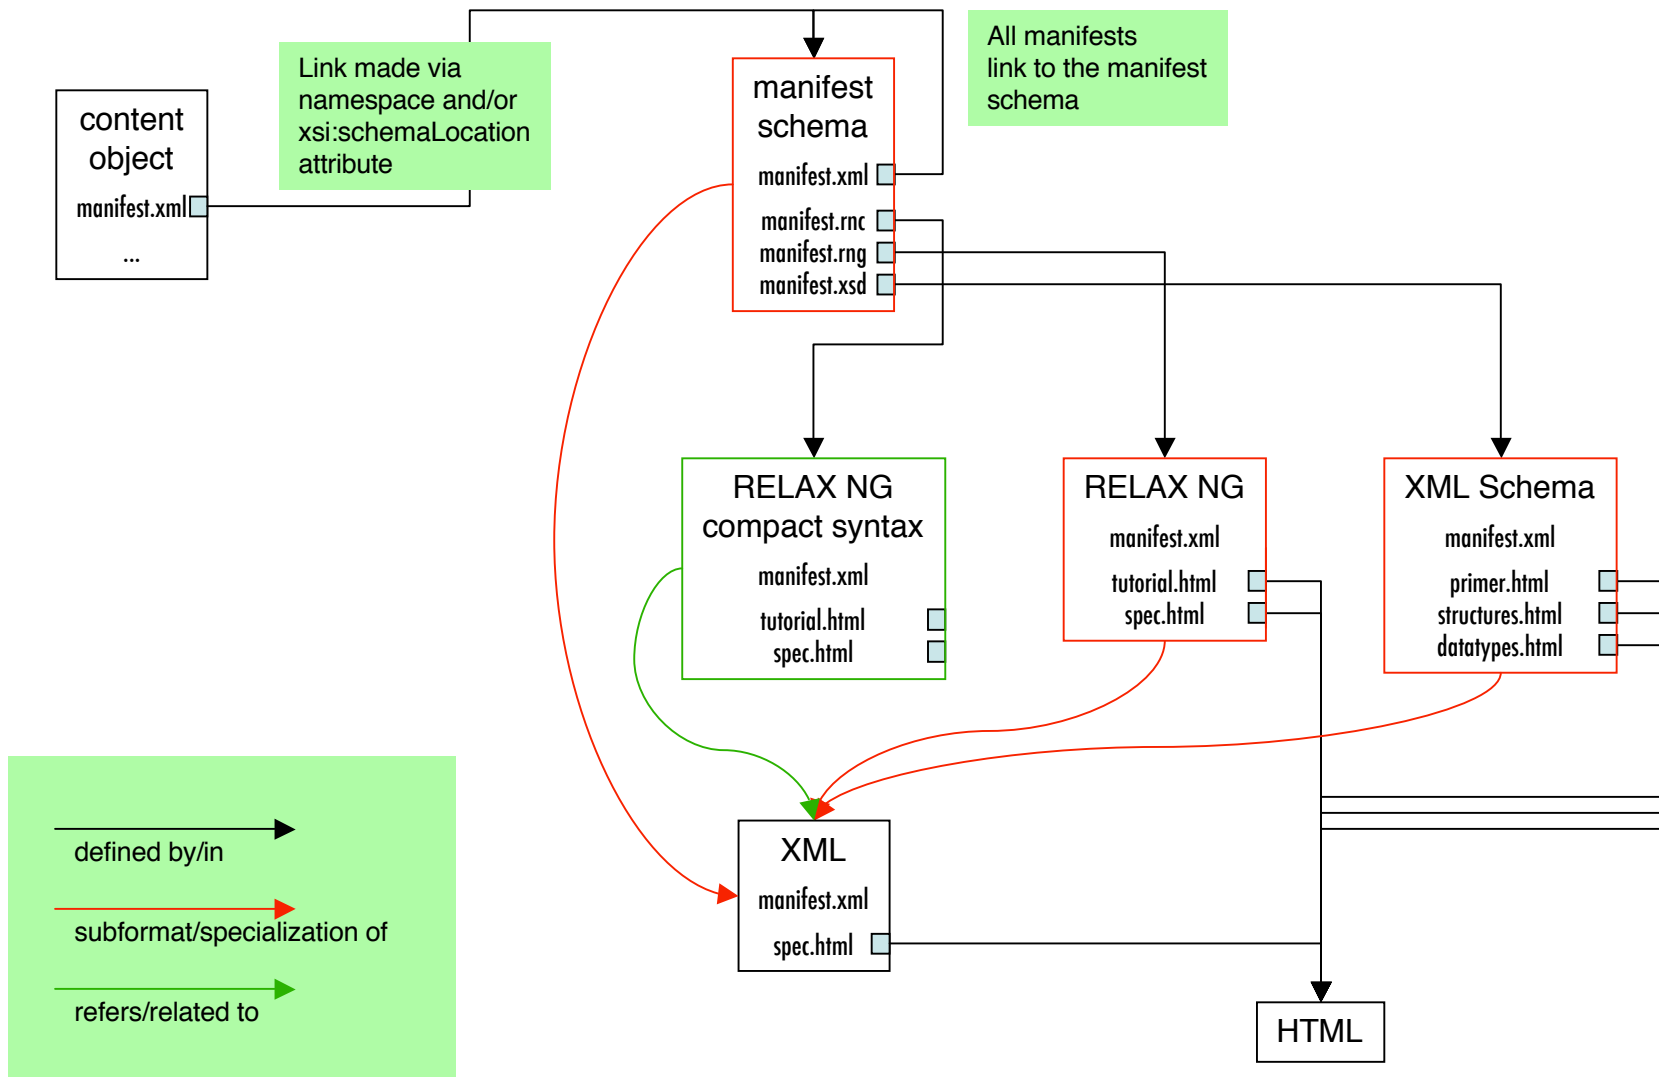 content
object
manifest.xml
...
Link made via
namespace and/or
xsi:schemaLocation
attribute
manifest
schema
manifest.xml
manifest.rnc
manifest.rng
manifest.xsd
All manifests
link to the manifest
schema
RELAX NG
compact syntax
manifest.xml
tutorial.html
spec.html
RELAX NG
manifest.xml
tutorial.html
spec.html
XML Schema
manifest.xml
primer.html
structures.html
datatypes.html
defined by/in
subformat/specialization of
refers/related to
XML
manifest.xml
spec.html
HTML